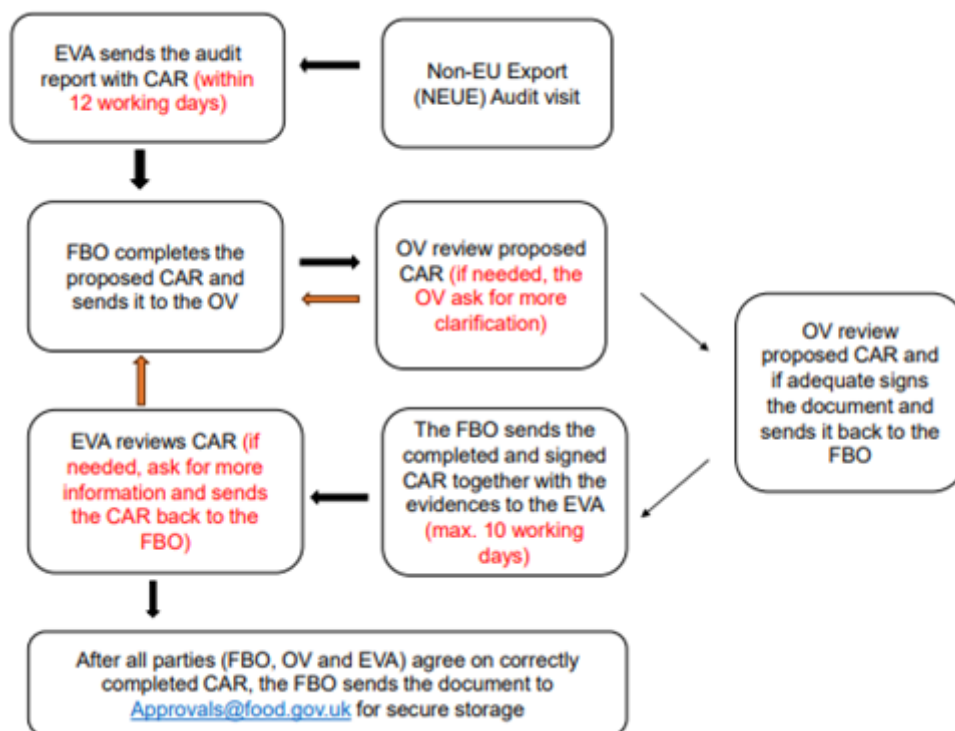 EVA sends the audit
report with CAR (within
12 working days)
Non-EU Export
(NEUE) Audit visit
FBO completes the
proposed CAR and
sends it to the OV
OV review proposed
CAR (if needed, the
OV ask for more
clarification)
OV review
proposed CAR and
if adequate signs
the document and
sends it back to the
FBO
The FBO sends the
completed and signed
CAR together with the
evidences to the EVA
(max. 10 working
days)
EVA reviews CAR (if
needed, ask for more
information and sends
the CAR back to the
FBO)
After all parties (FBO, OV and EVA) agree on correctly
completed CAR, the FBO sends the document to
Approvals@food.gov.uk for secure storage